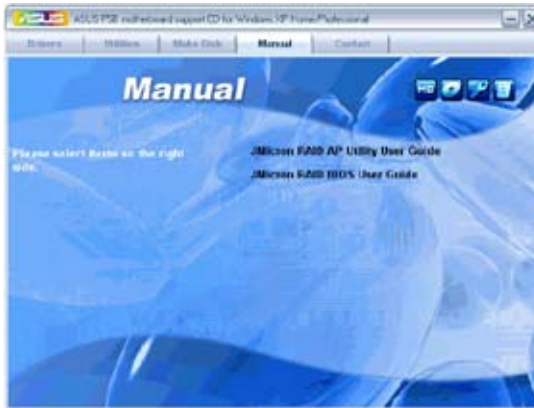 ASUS P5B motherboard support CD for Windows XP Home/Professional
Drivers Utilities Make Disk Manual Contact
Manual
Please select items on the right
side.
JMicron RAID AP Utility User Guide
JMicron RAID BIOS User Guide